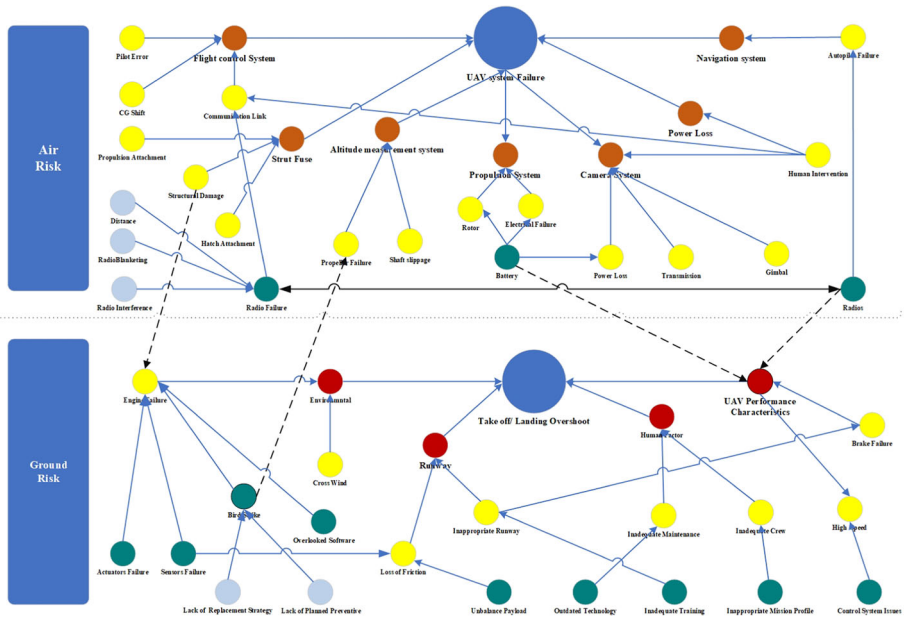 Air
Risk
Pilot Error
Flight control System
UAV system Failure
Navigation system
Autopilot Failure
CG Shift
Communication Link
Power Loss
Propulsion Attachment
Strut Fuse
Altitude measurement system
Propulsion System
Camera System
Human Intervention
Structural Damage
Distance
Hatch Attachment
Rotor
Electrical Failure
RadioBlanketing
Propeller Failure
Shaft slippage
Battery
Power Loss
Transmission
Gimbal
Radio Interference
Radio Failure
Radios
Ground
Risk
Engine Failure
Environmntal
Take off/ Landing Overshoot
UAV Performance
Characteristics
Runway
Human Factor
Brake Failure
Cross Wind
Bird Strike
Overlooked Software
Inappropriate Runway
Inadequate Maintenance
Inadequate Crew
High Speed
Actuators Failure
Sensors Failure
Loss of Friction
Lack of Replacement Strategy
Lack of Planned Preventive
Unbalance Payload
Outdated Technology
Inadequate Training
Inappropriate Mission Profile
Control System Issues